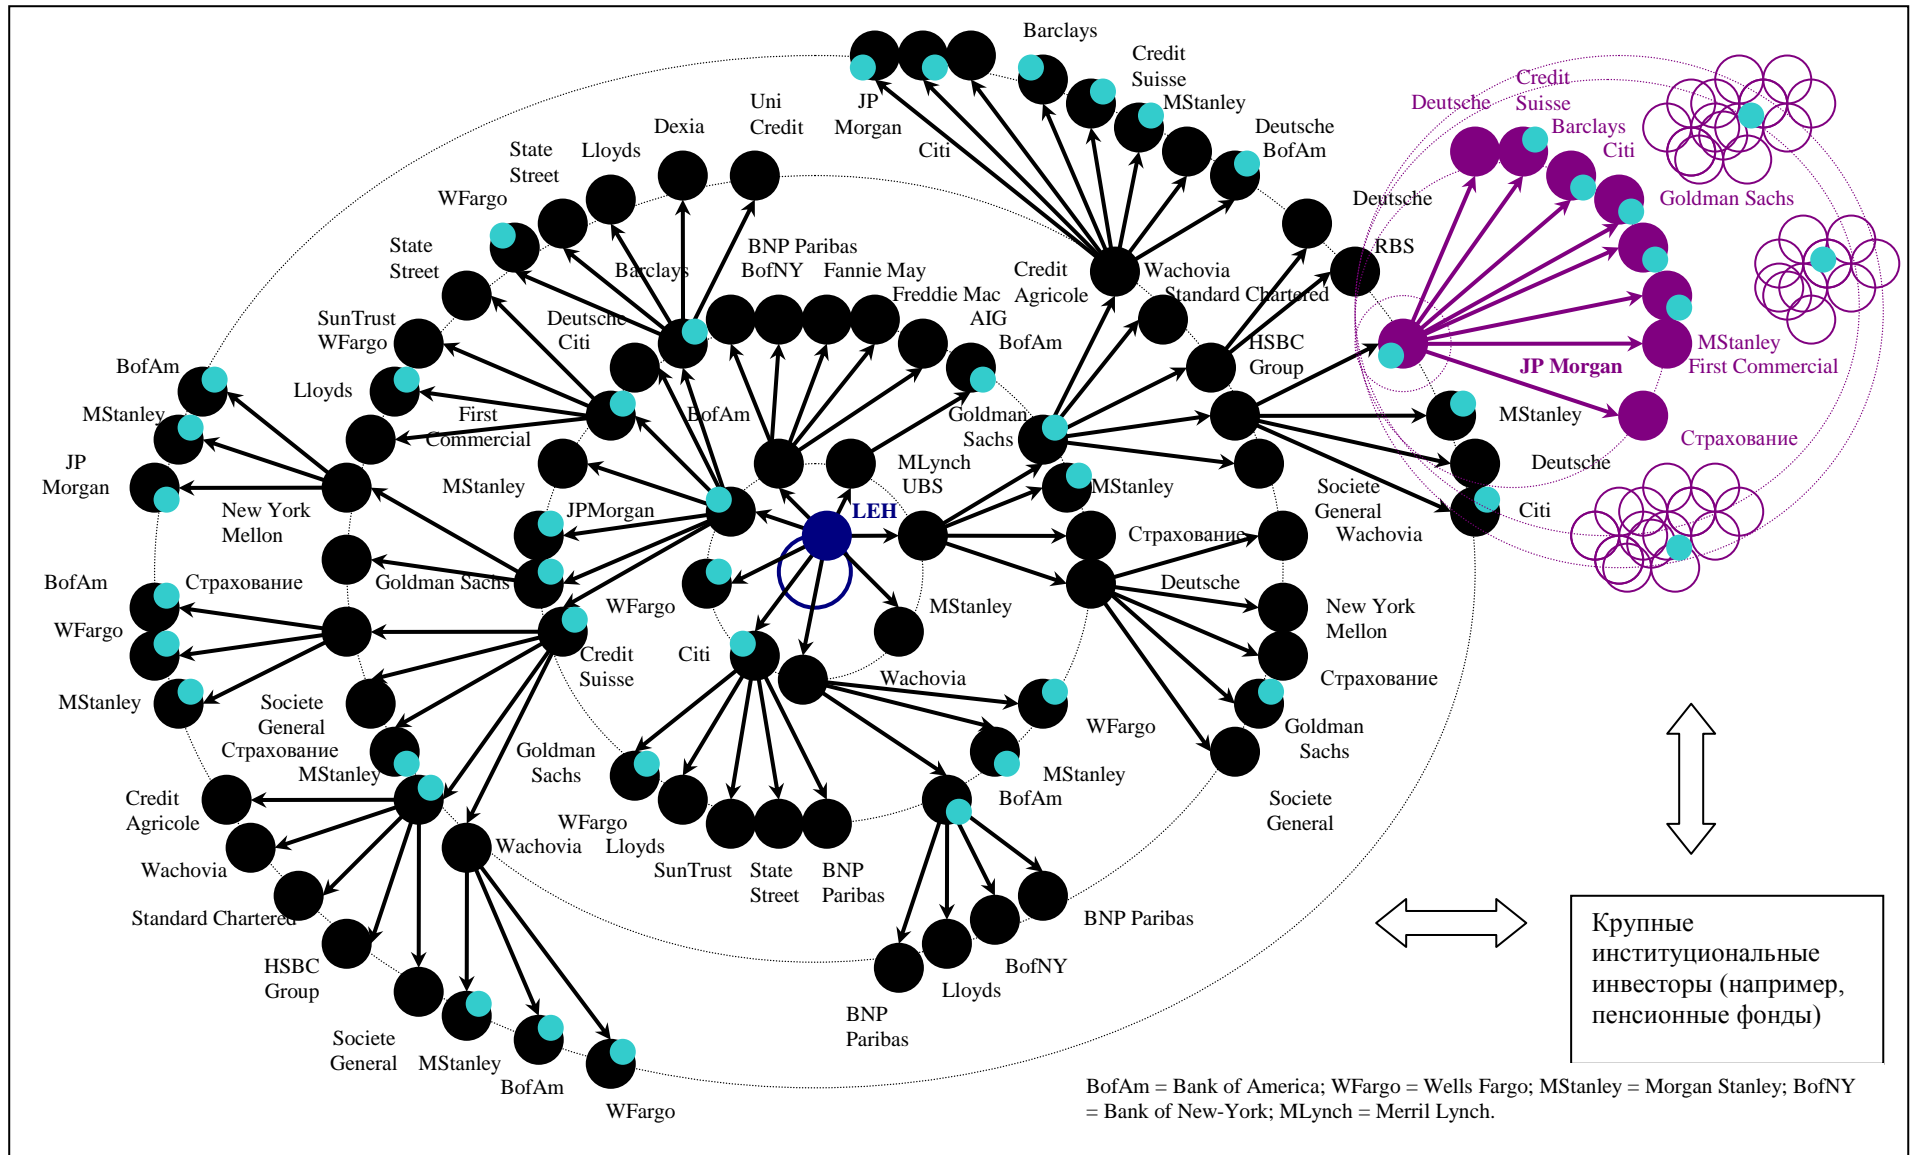 Barclays
Credit
Suisse
MStanley
JP
Morgan
Citi
Deutsche
BofAm
Uni
Credit
Dexia
Lloyds
State
Street
WFargo
State
Street
Barclays
BNP Paribas
BofNY
Fannie May
Freddie Mac
AIG
BofAm
Credit
Agricole
Wachovia
Standard Chartered
HSBC
Group
Deutsche
RBS
Deutsche
Credit
Suisse
Barclays
Citi
Goldman Sachs
MStanley
First Commercial
JP Morgan
Страхование
SunTrust
WFargo
Deutsche
Citi
BofAm
MStanley
Lloyds
First
Commercial
BofAm
Goldman
Sachs
MStanley
Deutsche
Citi
JP
Morgan
New York
Mellon
MStanley
JPMorgan
MLynch
UBS
LEH
MStanley
Страхование
Societe
General
Wachovia
BofAm
Страхование
Goldman Sachs
WFargo
MStanley
Deutsche
New York
Mellon
WFargo
Credit
Suisse
Citi
Wachovia
Страхование
MStanley
Societe
General
Страхование
MStanley
Goldman
Sachs
WFargo
MStanley
BofAm
Goldman
Sachs
Societe
General
Credit
Agricole
Wachovia
Standard Chartered
HSBC
Group
Societe
General
MStanley
BofAm
WFargo
Wachovia
WFargo
Lloyds
SunTrust
State
Street
BNP
Paribas
BNP Paribas
BofNY
Lloyds
BNP
Paribas
Крупные
институциональные
инвесторы (например,
пенсионные фонды)
BofAm = Bank of America; WFargo = Wells Fargo; MStanley = Morgan Stanley; BofNY
= Bank of New-York; MLynch = Merril Lynch.